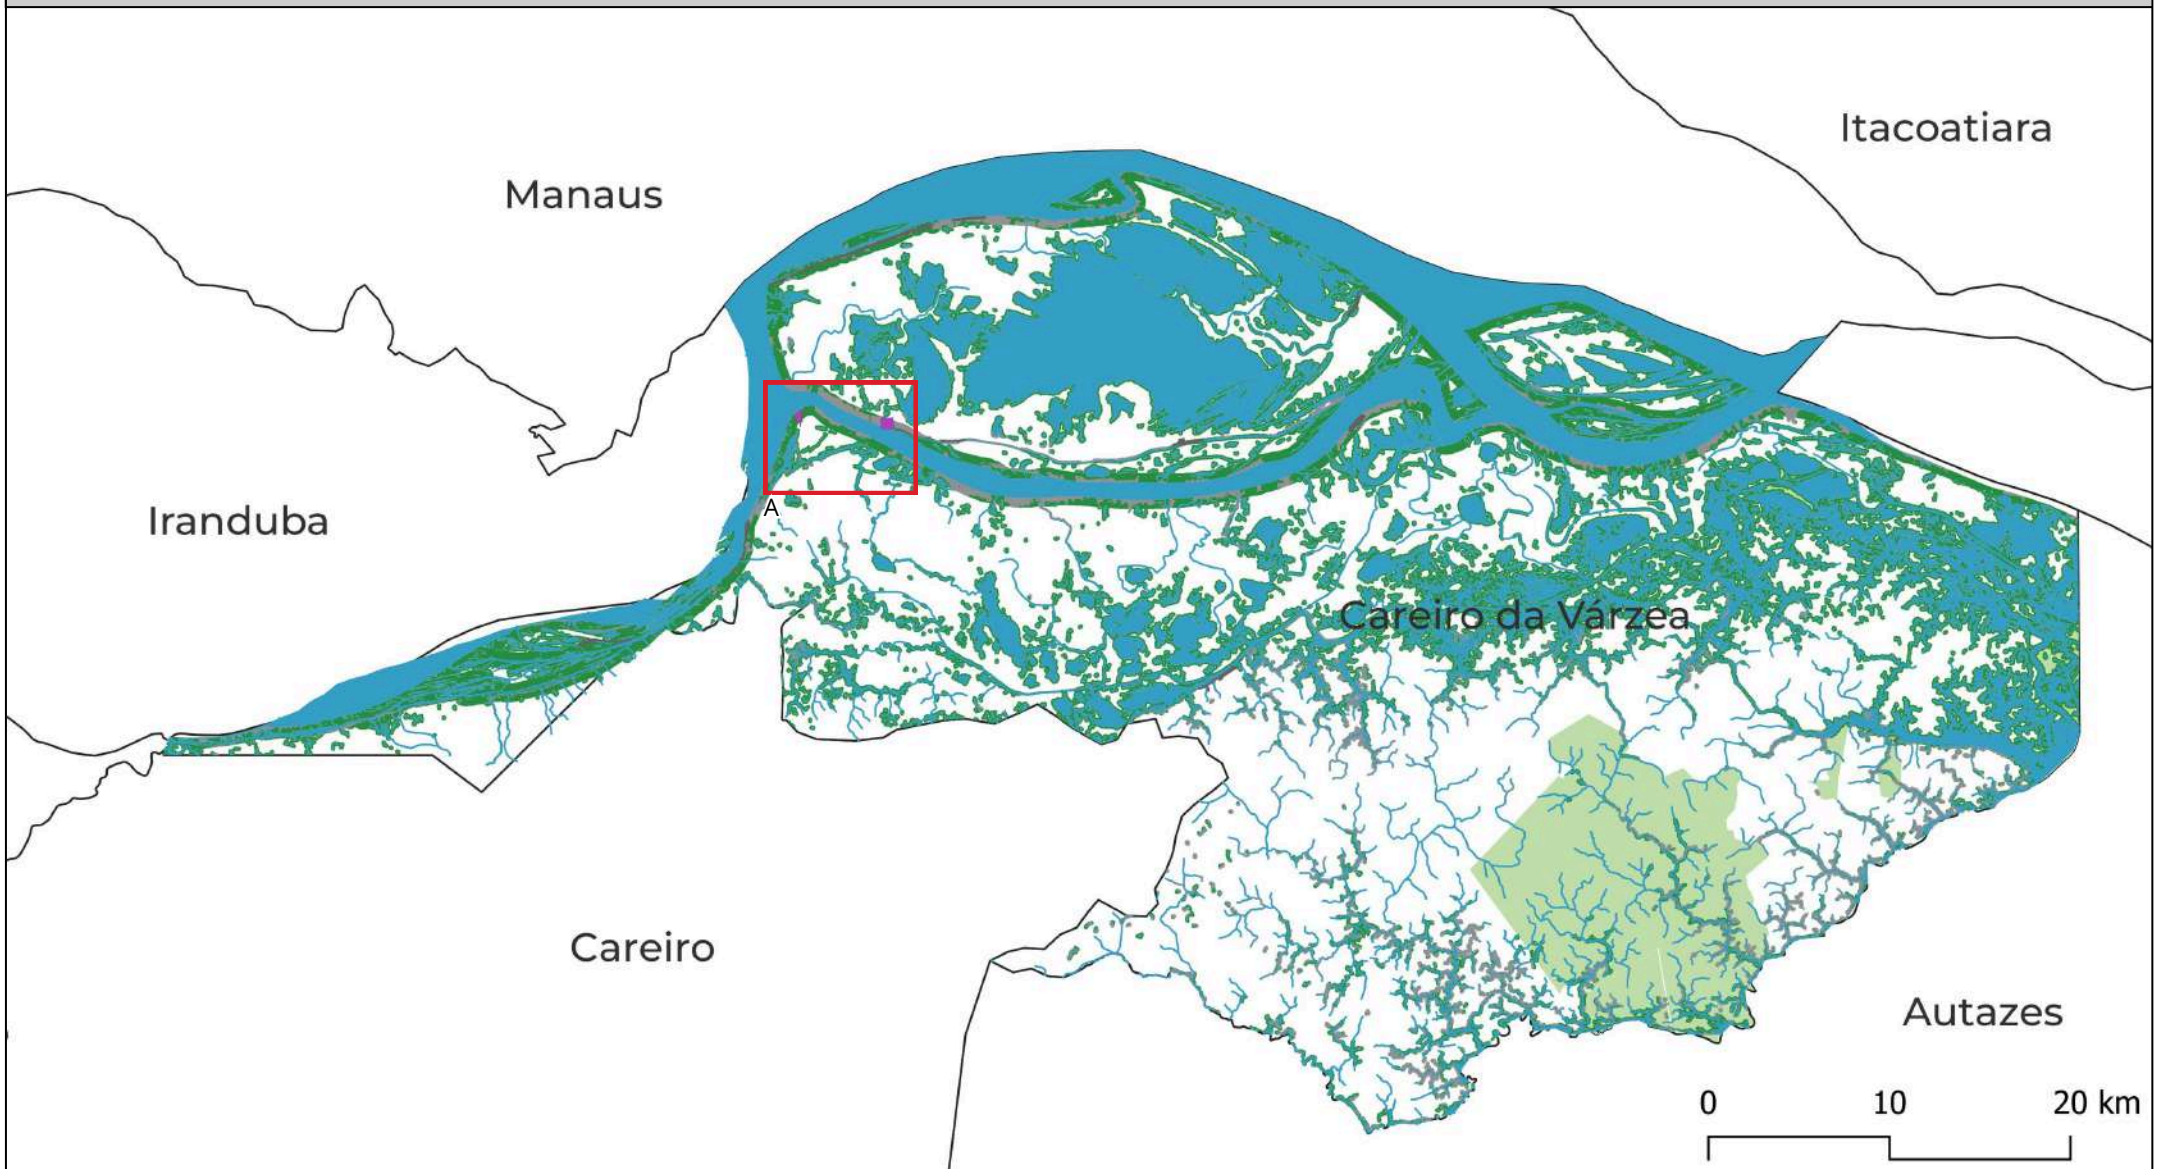 Itacoatiara
Manaus
A
Iranduba
Careiro da Várzea
Careiro
Autazes
0 10 20 km